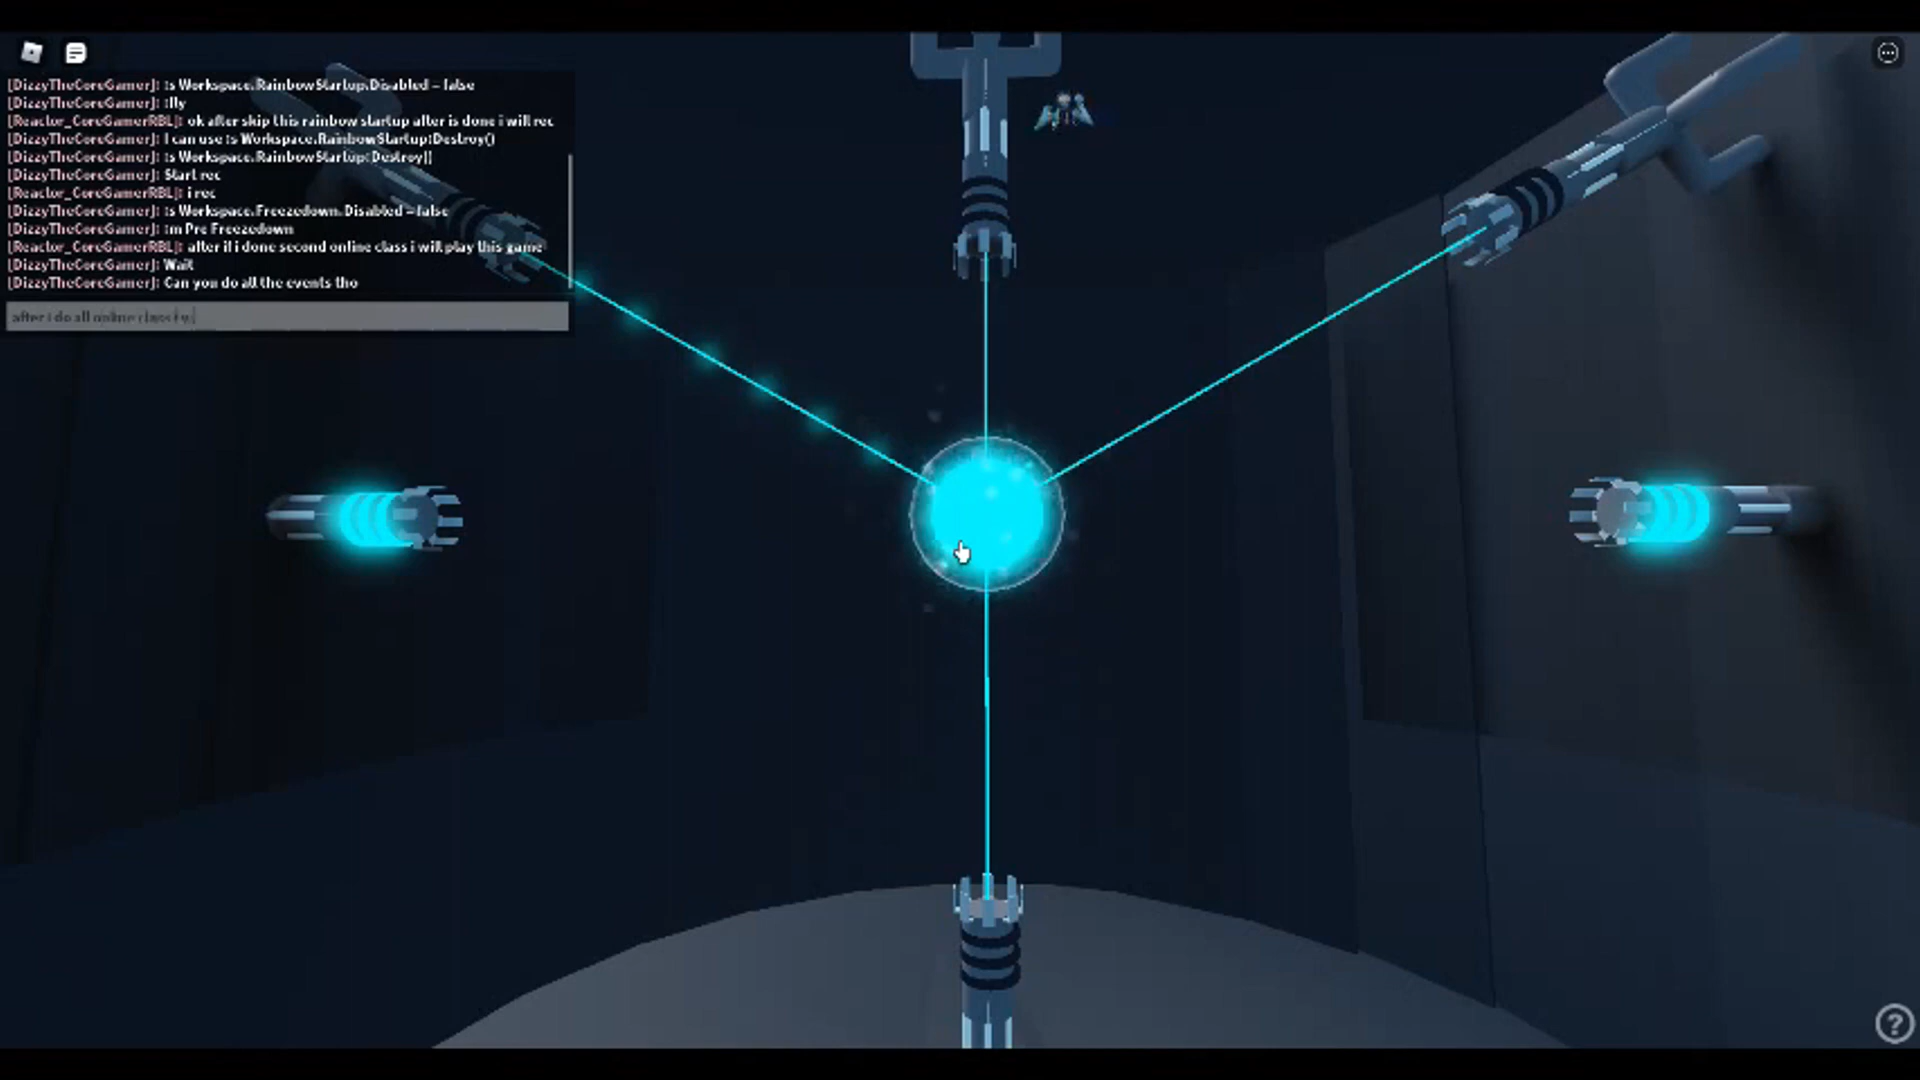 [DizzyTheCoreGamer]: :s Workspace.RainbowStartup.Disabled = false
[DizzyTheCoreGamer]: :fly
[Reactor_CoreGamerRBL]: ok after skip this rainbow startup after is done i will rec
[DizzyTheCoreGamer]: I can use :s Workspace.RainbowStartup:Destroy()
[DizzyTheCoreGamer]: :s Workspace.RainbowStartup:Destroy()
[DizzyTheCoreGamer]: Start rec
[Reactor_CoreGamerRBL]: i rec
[DizzyTheCoreGamer]: :s Workspace.Freezedown.Disabled = false
[DizzyTheCoreGamer]: :m Pre Freezedown
[Reactor_CoreGamerRBL]: after if i done second online class i will play this game
[DizzyTheCoreGamer]: Wait
[DizzyTheCoreGamer]: Can you do all the events tho
after i do all online class
?